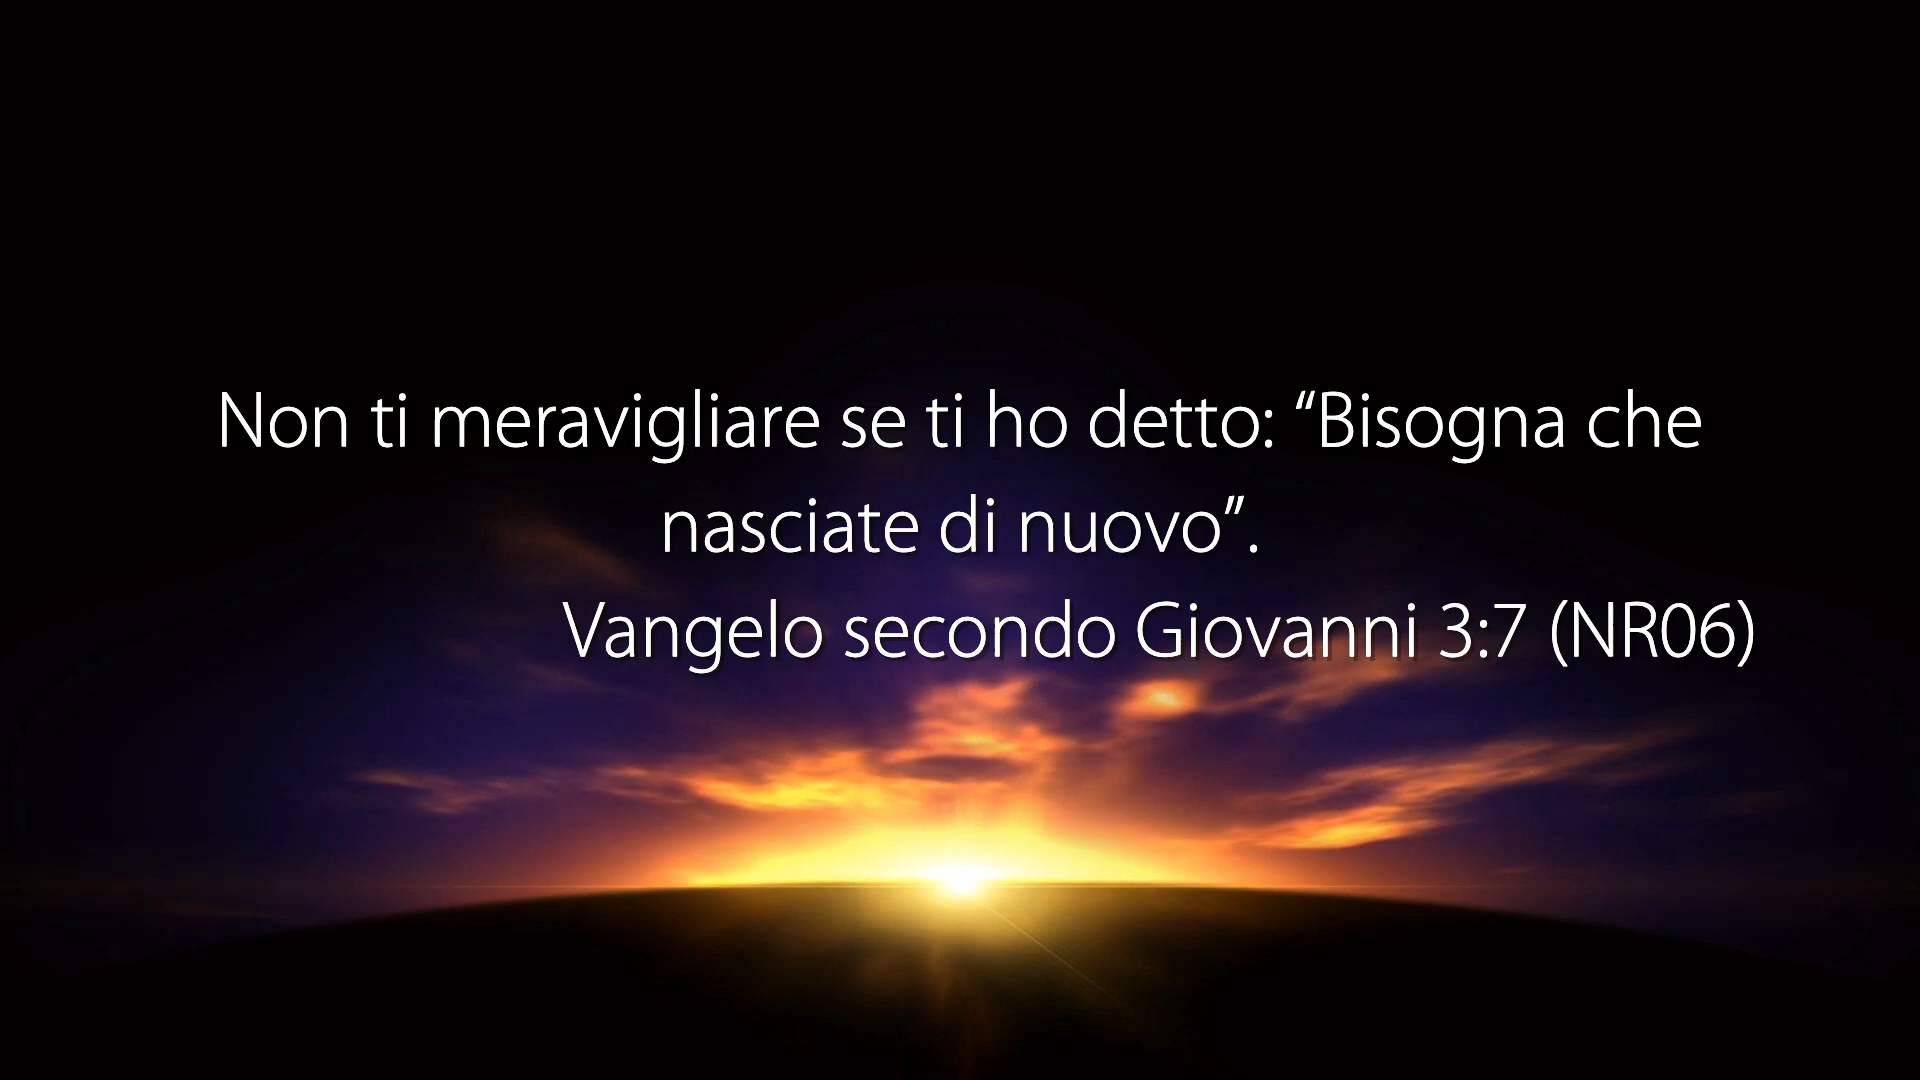 Non ti meravigliare se ti ho detto: “Bisogna che
nasciate di nuovo”.
Vangelo secondo Giovanni 3:7 (NR06)